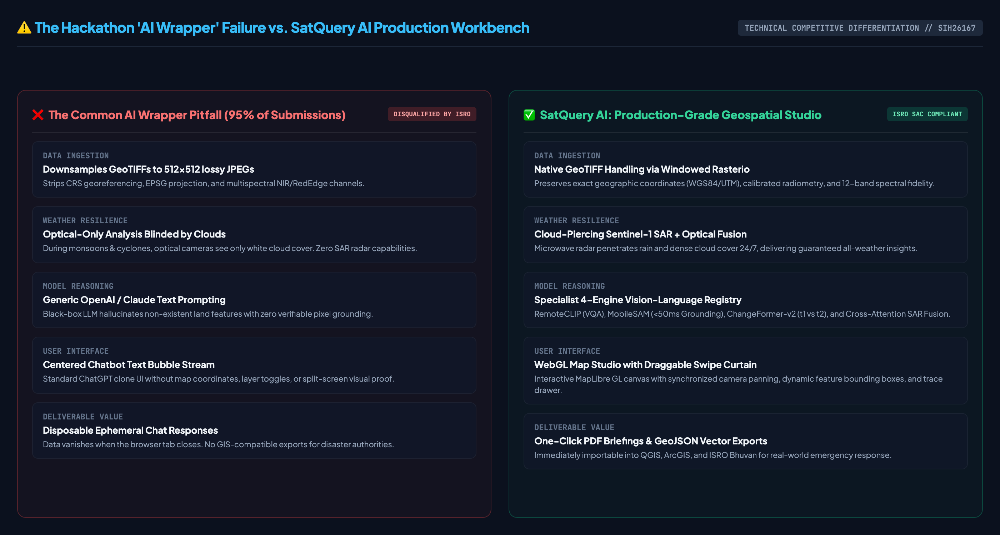 ⚠️ The Hackathon 'AI Wrapper' Failure vs. SatQuery AI Production Workbench
TECHNICAL COMPETITIVE DIFFERENTIATION // SIH26167
❌ The Common AI Wrapper Pitfall (95% of Submissions)
DISQUALIFIED BY ISRO
DATA INGESTION
Downsamples GeoTIFFs to 512×512 lossy JPEGs
Strips CRS georeferencing, EPSG projection, and multispectral NIR/RedEdge channels.
WEATHER RESILIENCE
Optical-Only Analysis Blinded by Clouds
During monsoons & cyclones, optical cameras see only white cloud cover. Zero SAR radar capabilities.
MODEL REASONING
Generic OpenAI / Claude Text Prompting
Black-box LLM hallucinates non-existent land features with zero verifiable pixel grounding.
USER INTERFACE
Centered Chatbot Text Bubble Stream
Standard ChatGPT clone UI without map coordinates, layer toggles, or split-screen visual proof.
DELIVERABLE VALUE
Disposable Ephemeral Chat Responses
Data vanishes when the browser tab closes. No GIS-compatible exports for disaster authorities.
✅ SatQuery AI: Production-Grade Geospatial Studio
ISRO SAC COMPLIANT
DATA INGESTION
Native GeoTIFF Handling via Windowed Rasterio
Preserves exact geographic coordinates (WGS84/UTM), calibrated radiometry, and 12-band spectral fidelity.
WEATHER RESILIENCE
Cloud-Piercing Sentinel-1 SAR + Optical Fusion
Microwave radar penetrates rain and dense cloud cover 24/7, delivering guaranteed all-weather insights.
MODEL REASONING
Specialist 4-Engine Vision-Language Registry
RemoteCLIP (VQA), MobileSAM (<50ms Grounding), ChangeFormer-v2 (t1 vs t2), and Cross-Attention SAR Fusion.
USER INTERFACE
WebGL Map Studio with Draggable Swipe Curtain
Interactive MapLibre GL canvas with synchronized camera panning, dynamic feature bounding boxes, and trace
drawer.
DELIVERABLE VALUE
One-Click PDF Briefings & GeoJSON Vector Exports
Immediately importable into QGIS, ArcGIS, and ISRO Bhuvan for real-world emergency response.